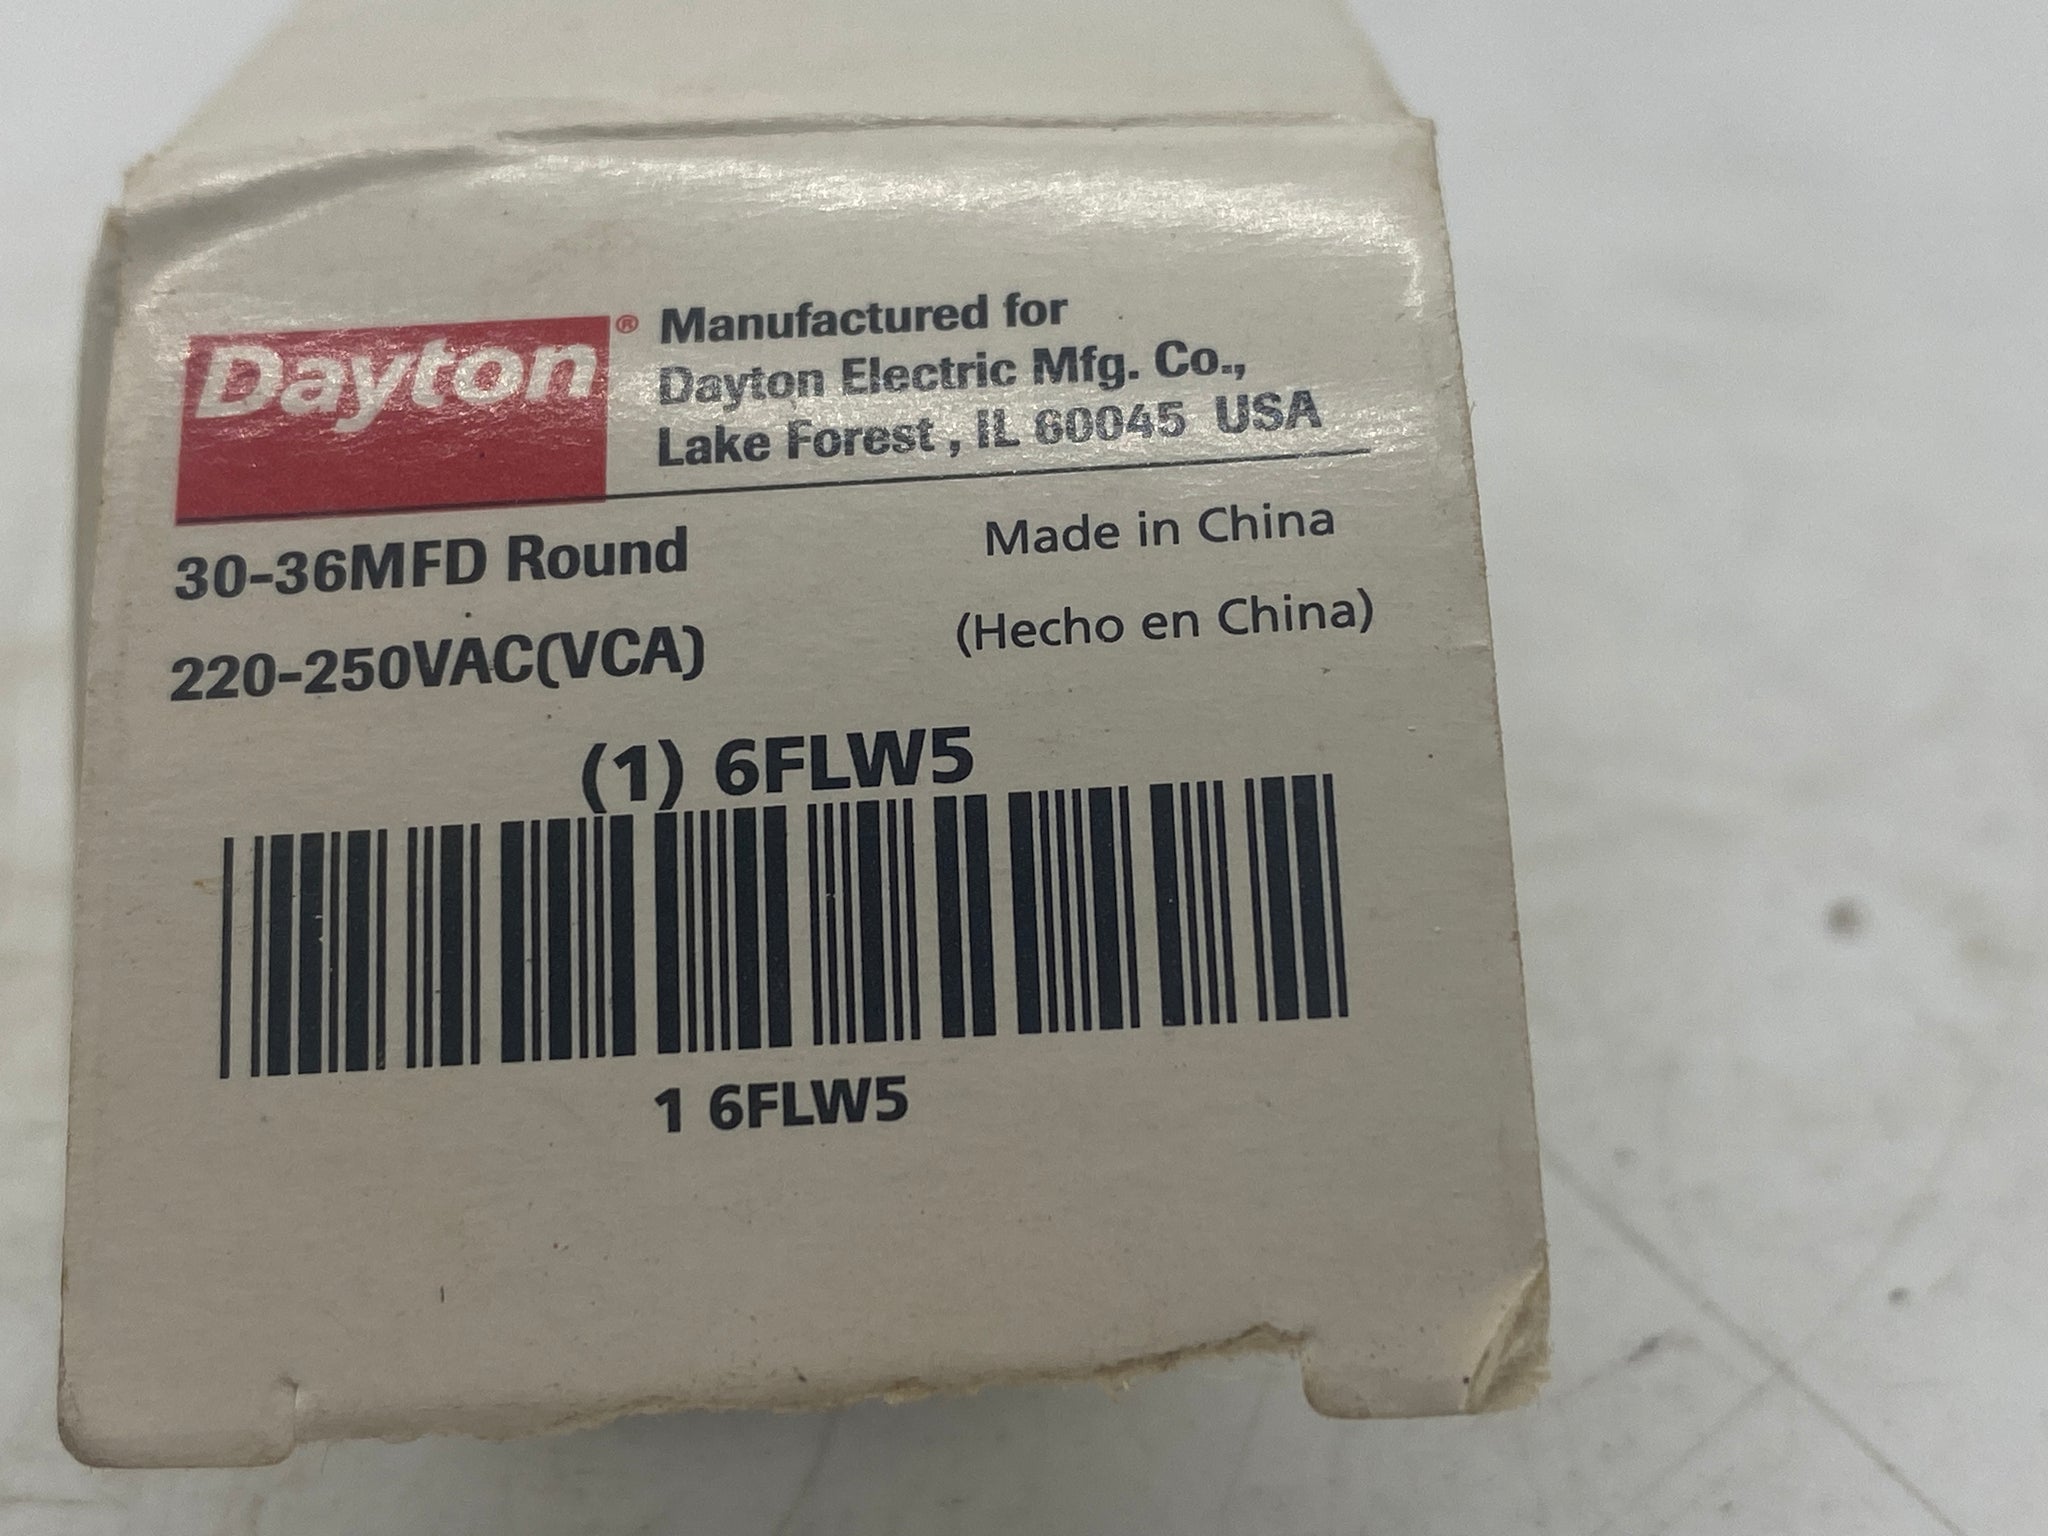 Dayton®
Manufactured for
Dayton Electric Mfg. Co.,
Lake Forest , IL 60045 USA
30-36MFD Round
Made in China
220-250VAC(VCA)
(Hecho en China)
(1) 6FLW5
1 6FLW5